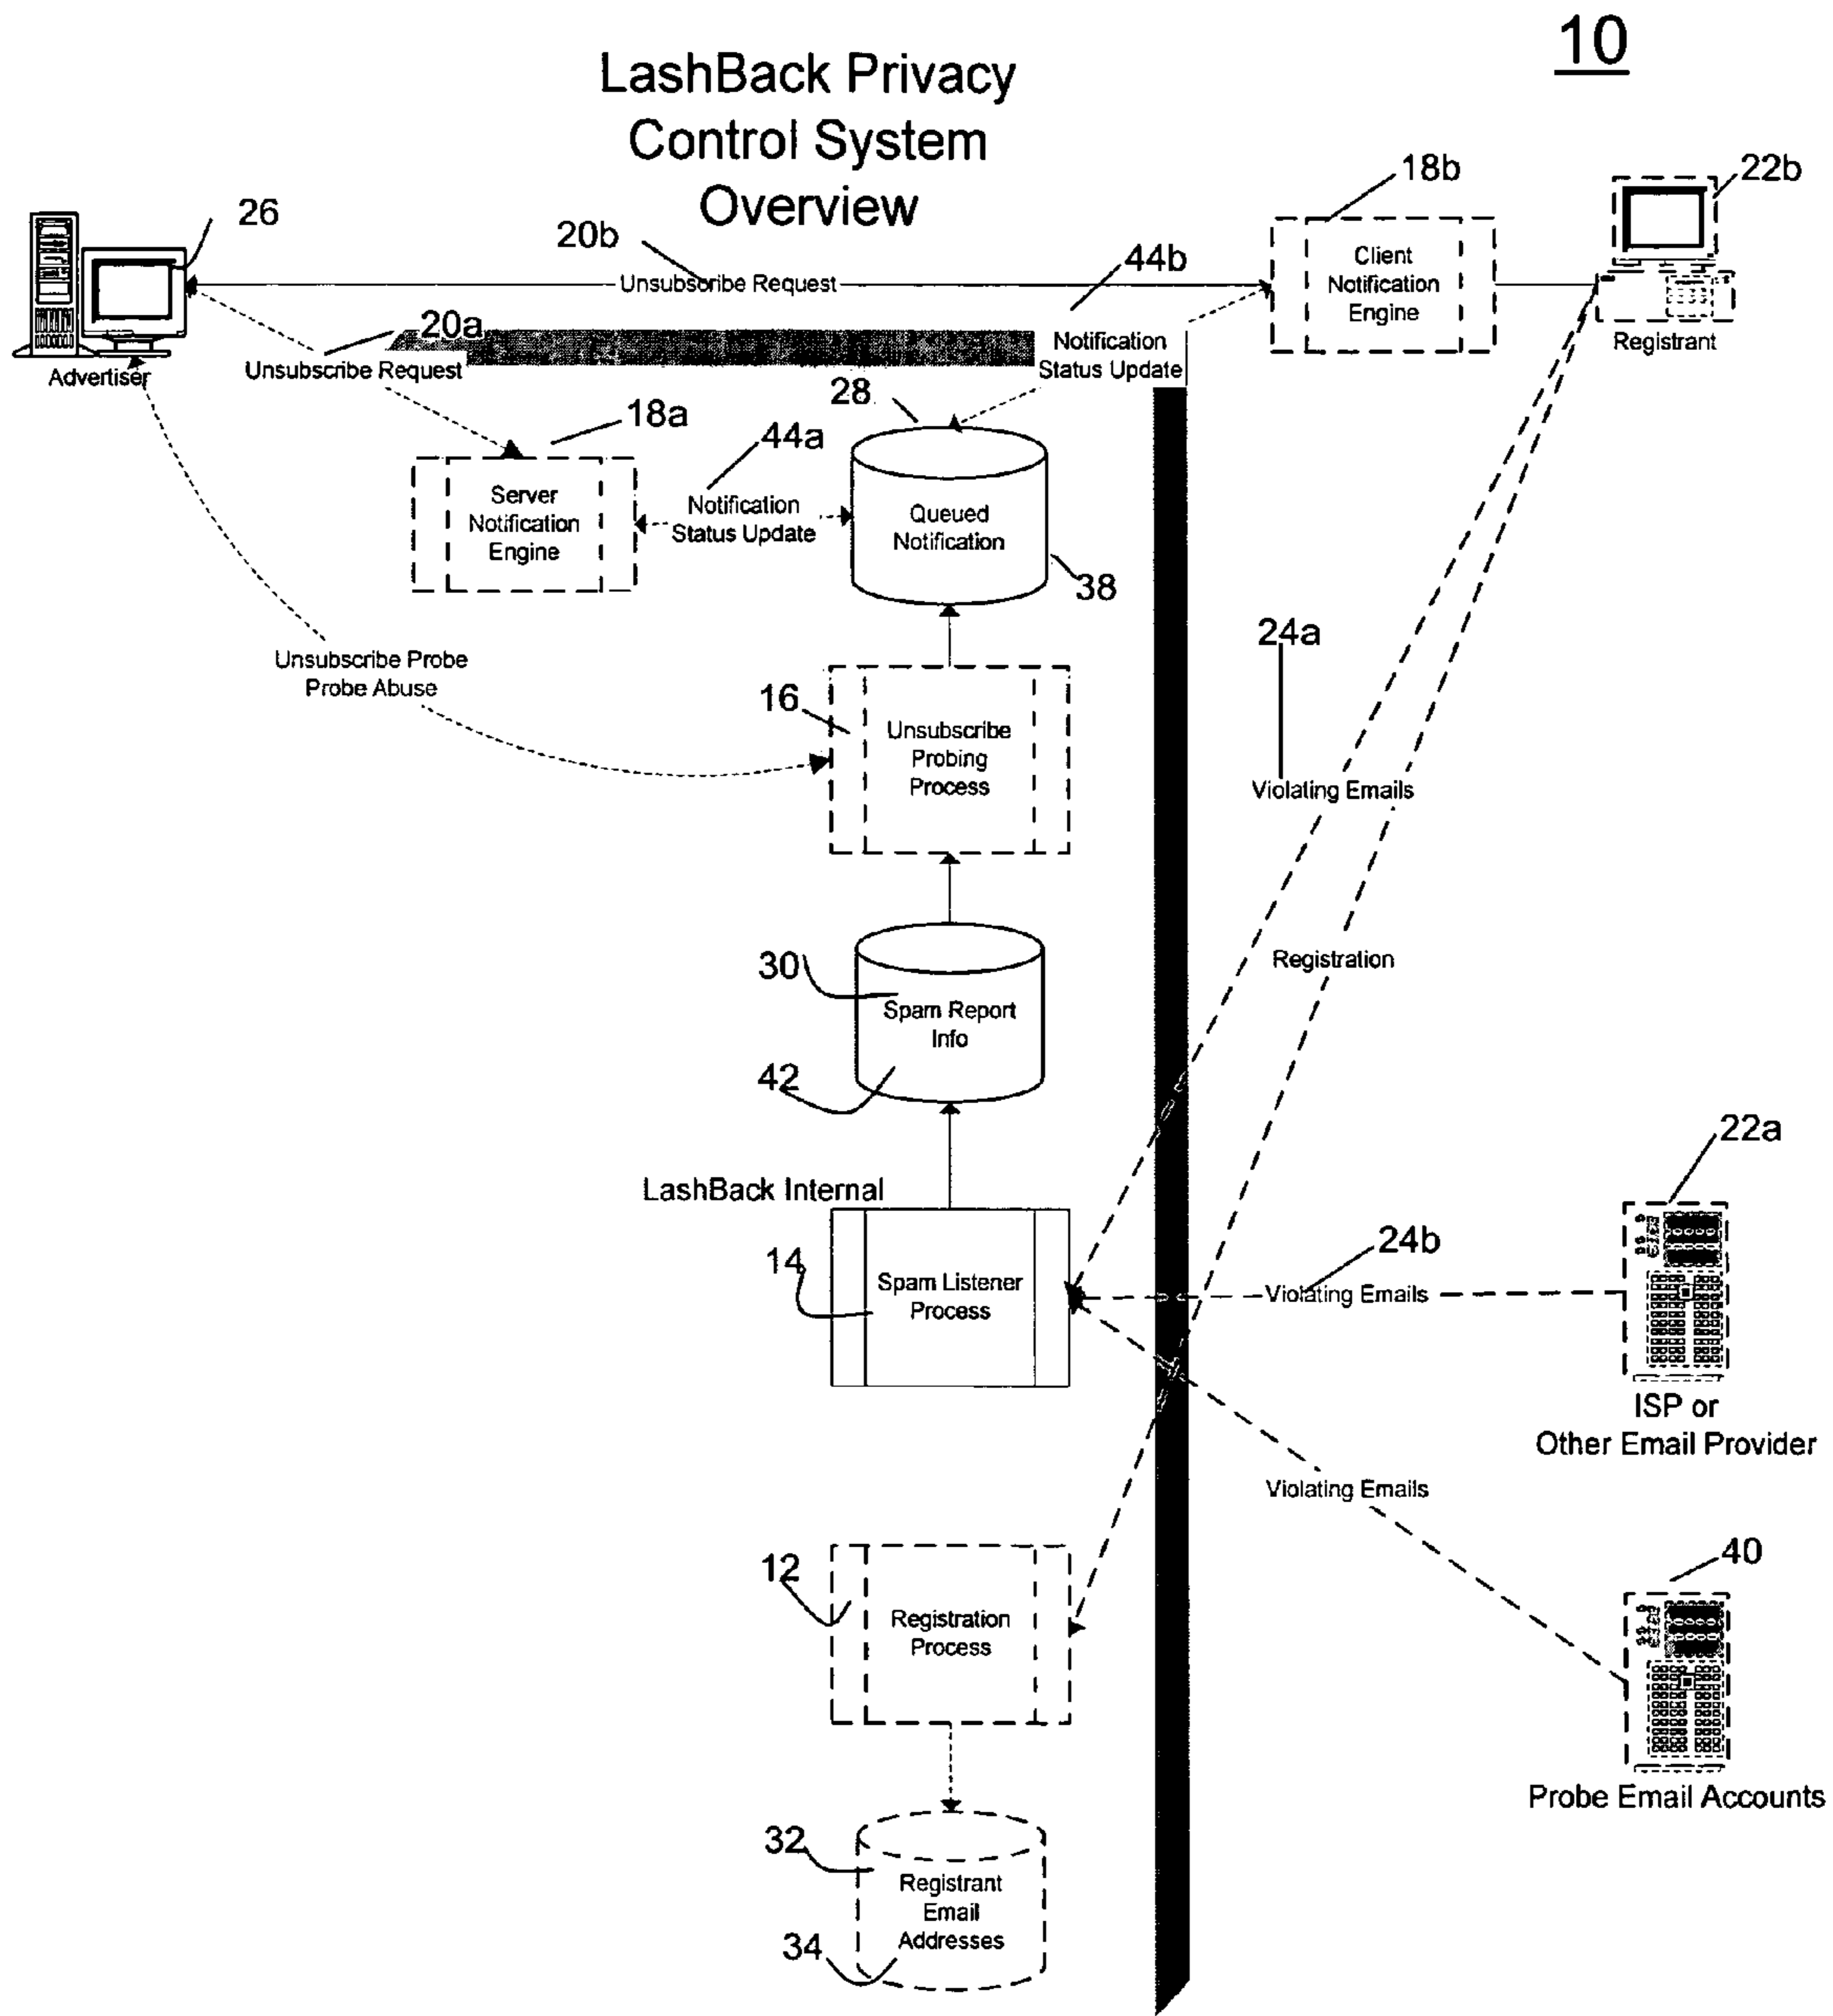 10
LashBack Privacy
Control System
Overview
18b
22b
26
20b
44b
Unsubscribe Request
Client
Notification
Engine
Registrant
20a
Unsubscribe Request
Advertiser
Notification
Status Update
28
18a
44a
Server
Notification
Engine
Notification
Status Update
Queued
Notification
38
24a
Unsubscribe Probe
Probe Abuse
16
Unsubscribe
Probing
Process
Violating Emails
30
Registration
Spam Report
Info
42
22a
LashBack Internal
14
Spam Listener
Process
24b
Violating Emails
ISP or
Other Email Provider
Violating Emails
12
Registration
Process
40
Probe Email Accounts
32
Registrant
Email
Addresses
34